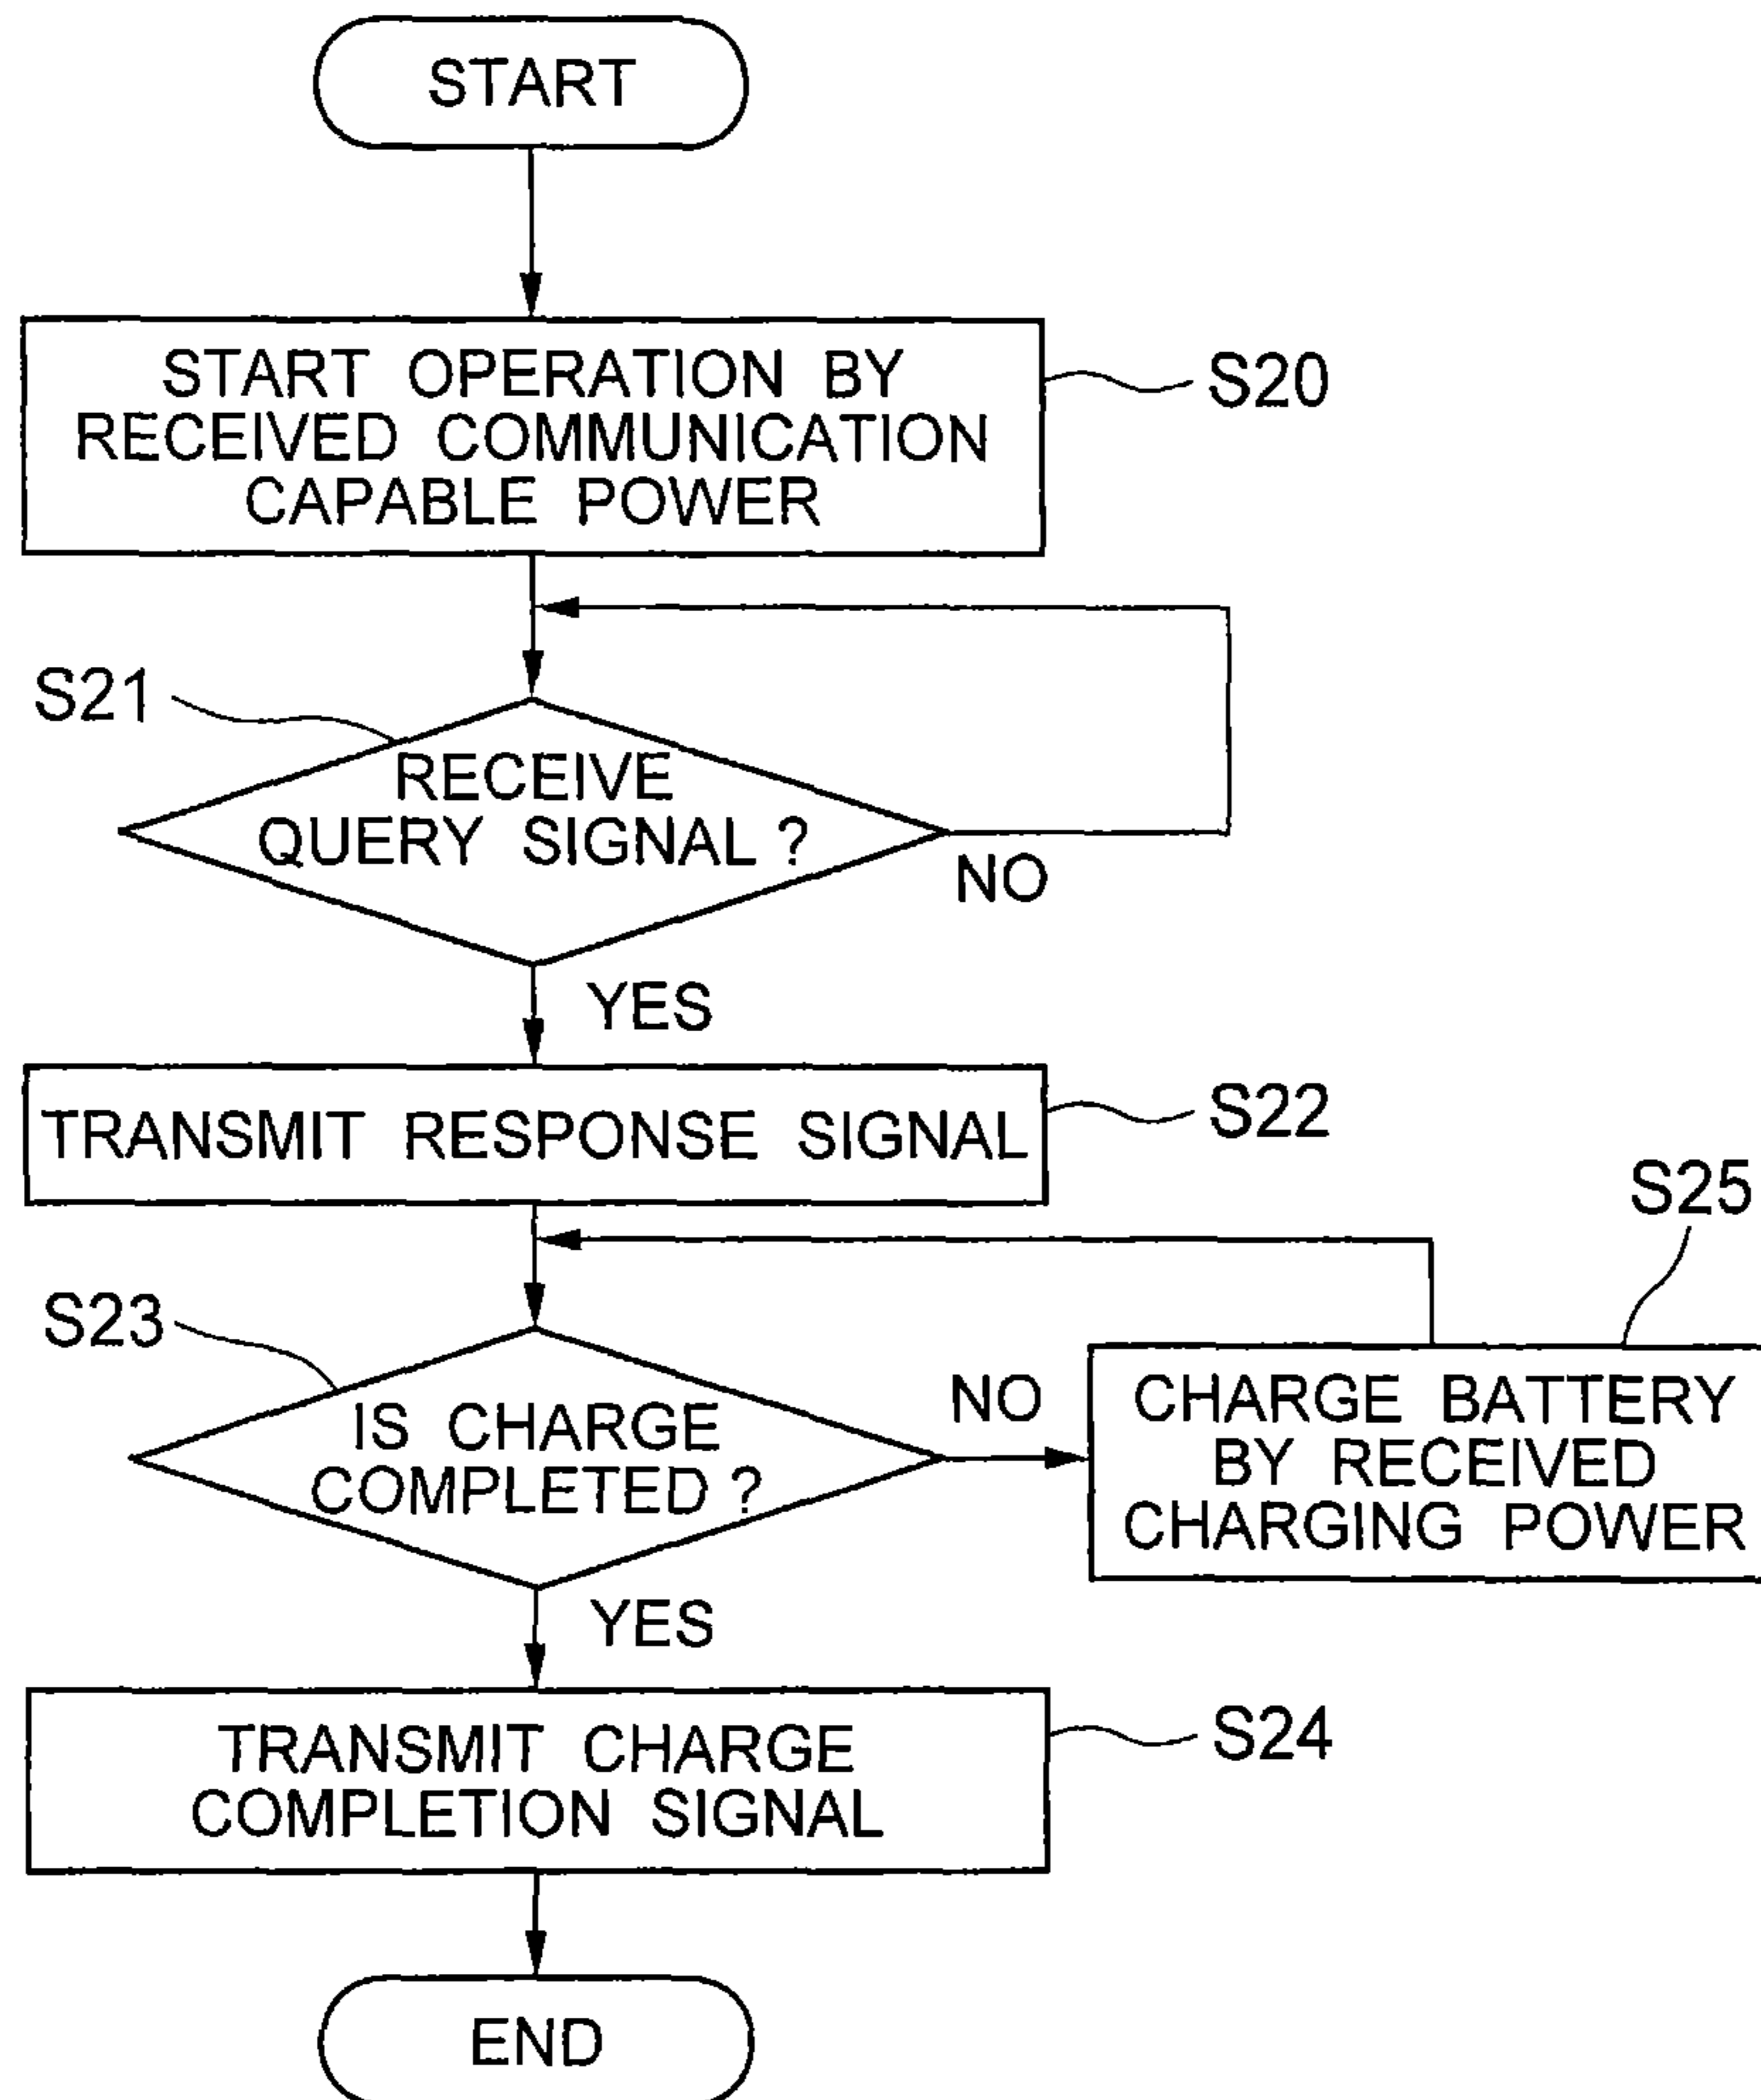 START
START OPERATION BY
RECEIVED COMMUNICATION
CAPABLE POWER
S20
S21
RECEIVE
QUERY SIGNAL ?
NO
YES
TRANSMIT RESPONSE SIGNAL
S22
S25
S23
IS CHARGE
COMPLETED ?
NO
CHARGE BATTERY
BY RECEIVED
CHARGING POWER
YES
TRANSMIT CHARGE
COMPLETION SIGNAL
S24
END